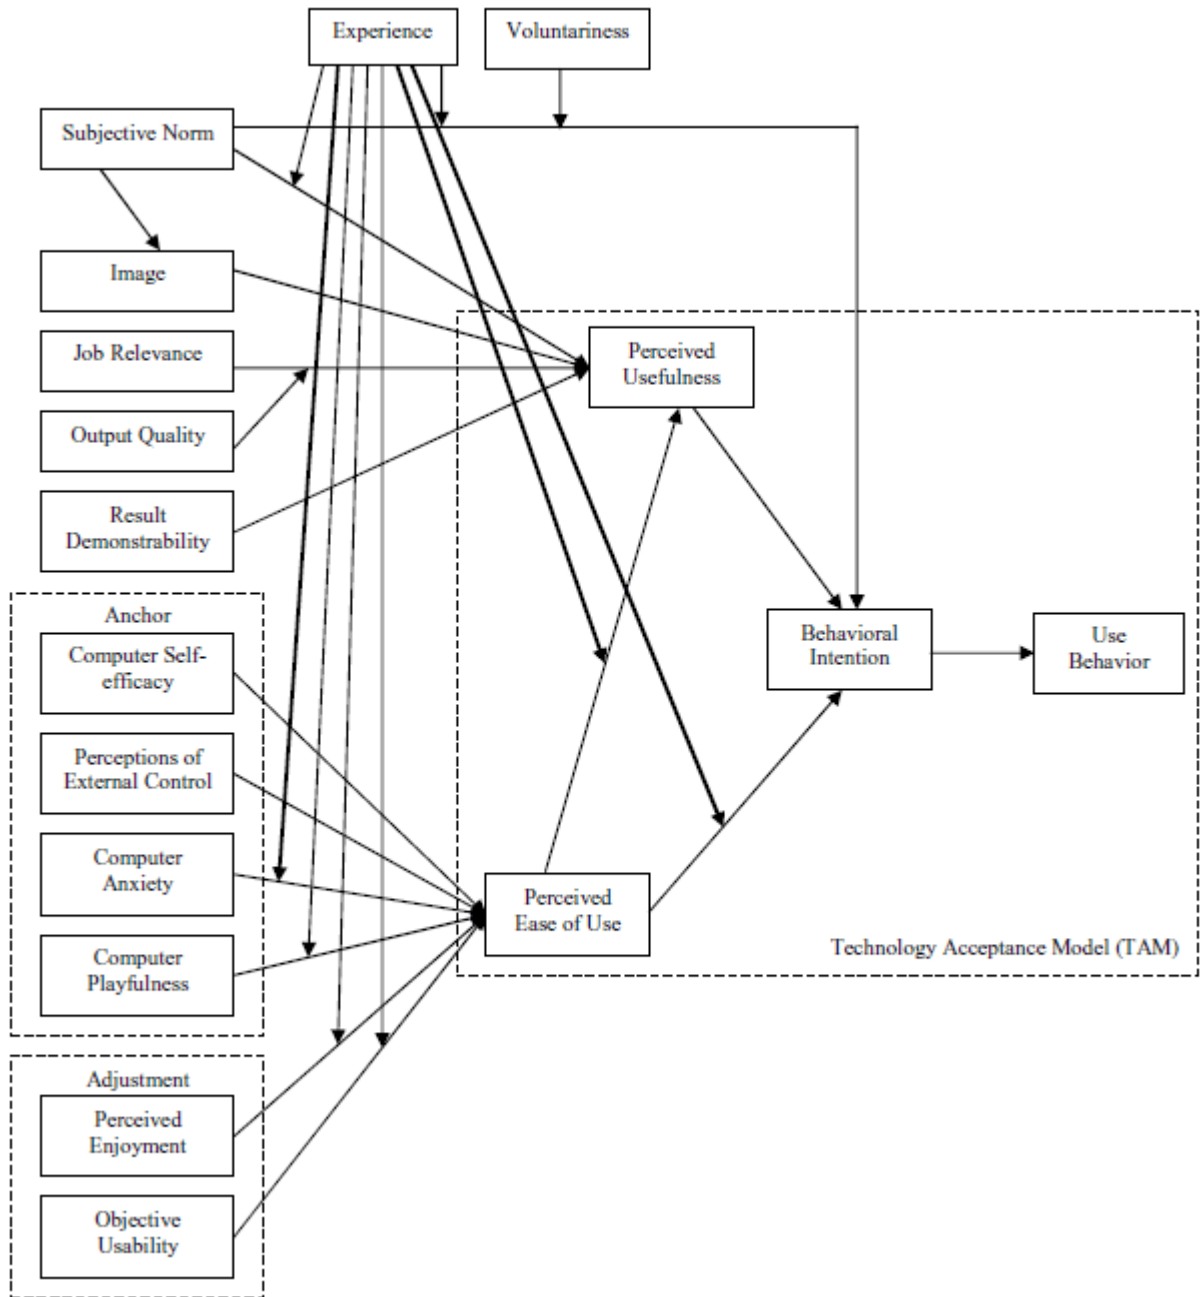 Experience
Voluntariness
Subjective Norm
Image
Job Relevance
Output Quality
Result
Demonstrability
Perceived
Usefulness
Anchor
Computer Self-
efficacy
Perceptions of
External Control
Computer
Anxiety
Computer
Playfulness
Behavioral
Intention
Use
Behavior
Perceived
Ease of Use
Technology Acceptance Model (TAM)
Adjustment
Perceived
Enjoyment
Objective
Usability